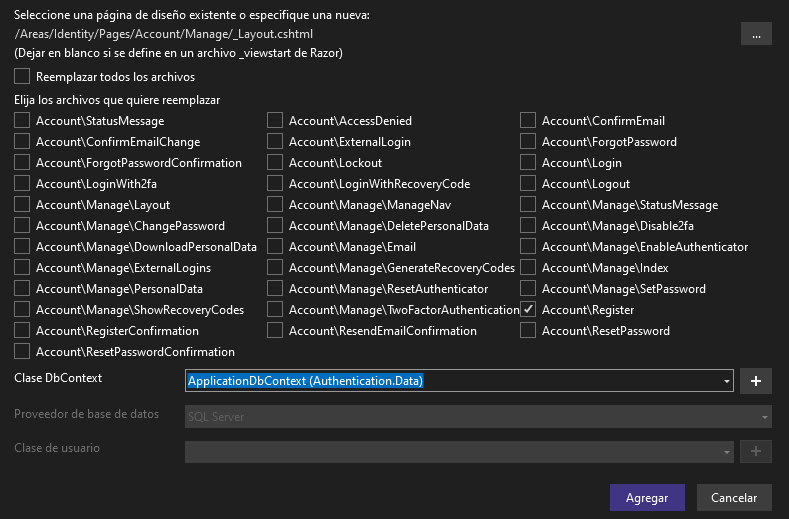 Seleccione una página de diseño existente o especifique una nueva:
/Areas/Identity/Pages/Account/Manage/_Layout.cshtml
...
(Dejar en blanco si se define en un archivo _viewstart de Razor)
Reemplazar todos los archivos
Elija los archivos que quiere reemplazar
Account\StatusMessage Account\AccessDenied Account\ConfirmEmail
Account\ConfirmEmailChange Account\ExternalLogin Account\ForgotPassword
Account\ForgotPasswordConfirmation Account\Lockout Account\Login
Account\LoginWith2fa Account\LoginWithRecoveryCode Account\Logout
Account\Manage\Layout Account\Manage\ManageNav Account\Manage\StatusMessage
Account\Manage\ChangePassword Account\Manage\DeletePersonalData Account\Manage\Disable2fa
Account\Manage\DownloadPersonalData Account\Manage\Email Account\Manage\EnableAuthenticator
Account\Manage\ExternalLogins Account\Manage\GenerateRecoveryCodes Account\Manage\Index
Account\Manage\PersonalData Account\Manage\ResetAuthenticator Account\Manage\SetPassword
Account\Manage\ShowRecoveryCodes Account\Manage\TwoFactorAuthentication Account\Register
Account\RegisterConfirmation Account\ResendEmailConfirmation Account\ResetPassword
Account\ResetPasswordConfirmation
Clase DbContext ApplicationDbContext (Authentication.Data) +
Proveedor de base de datos SQL Server
Clase de usuario +
Agregar Cancelar